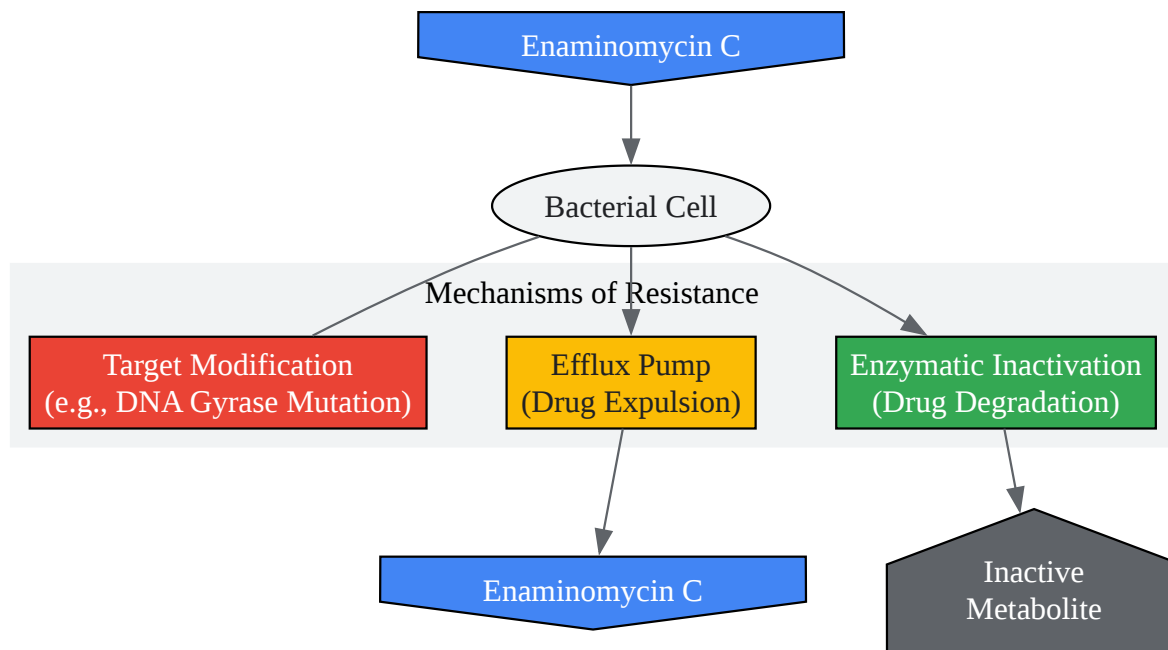 Enaminomycin C
Bacterial Cell
Mechanisms of Resistance
Target Modification
(e.g., DNA Gyrase Mutation)
Efflux Pump
(Drug Expulsion)
Enzymatic Inactivation
(Drug Degradation)
Enaminomycin C
Inactive
Metabolite